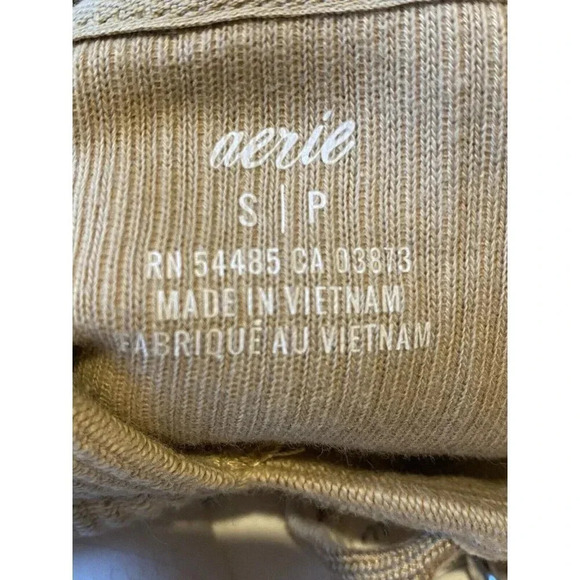 aerie
S | P
RN 54485 CA 03873
MADE IN VIETNAM
FABRIQUÉ AU VIETNAM